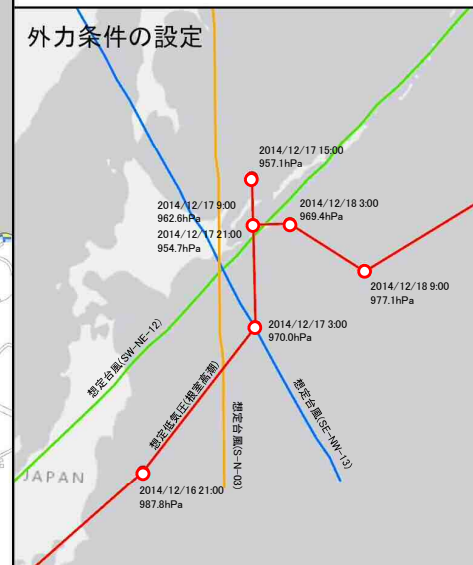 外力条件の設定
2014/12/17 15:00
957.1hPa
2014/12/17 9:00
962.6hPa
2014/12/17 21:00
954.7hPa
2014/12/18 3:00
969.4hPa
2014/12/18 9:00
977.1hPa
2014/12/17 3:00
970.0hPa
想定台風(SW-NE-12)
想定低気圧(根室高潮)
想定台風(S-N-03)
想定台風(SE-NW-13)
JAPAN
2014/12/16 21:00
987.8hPa